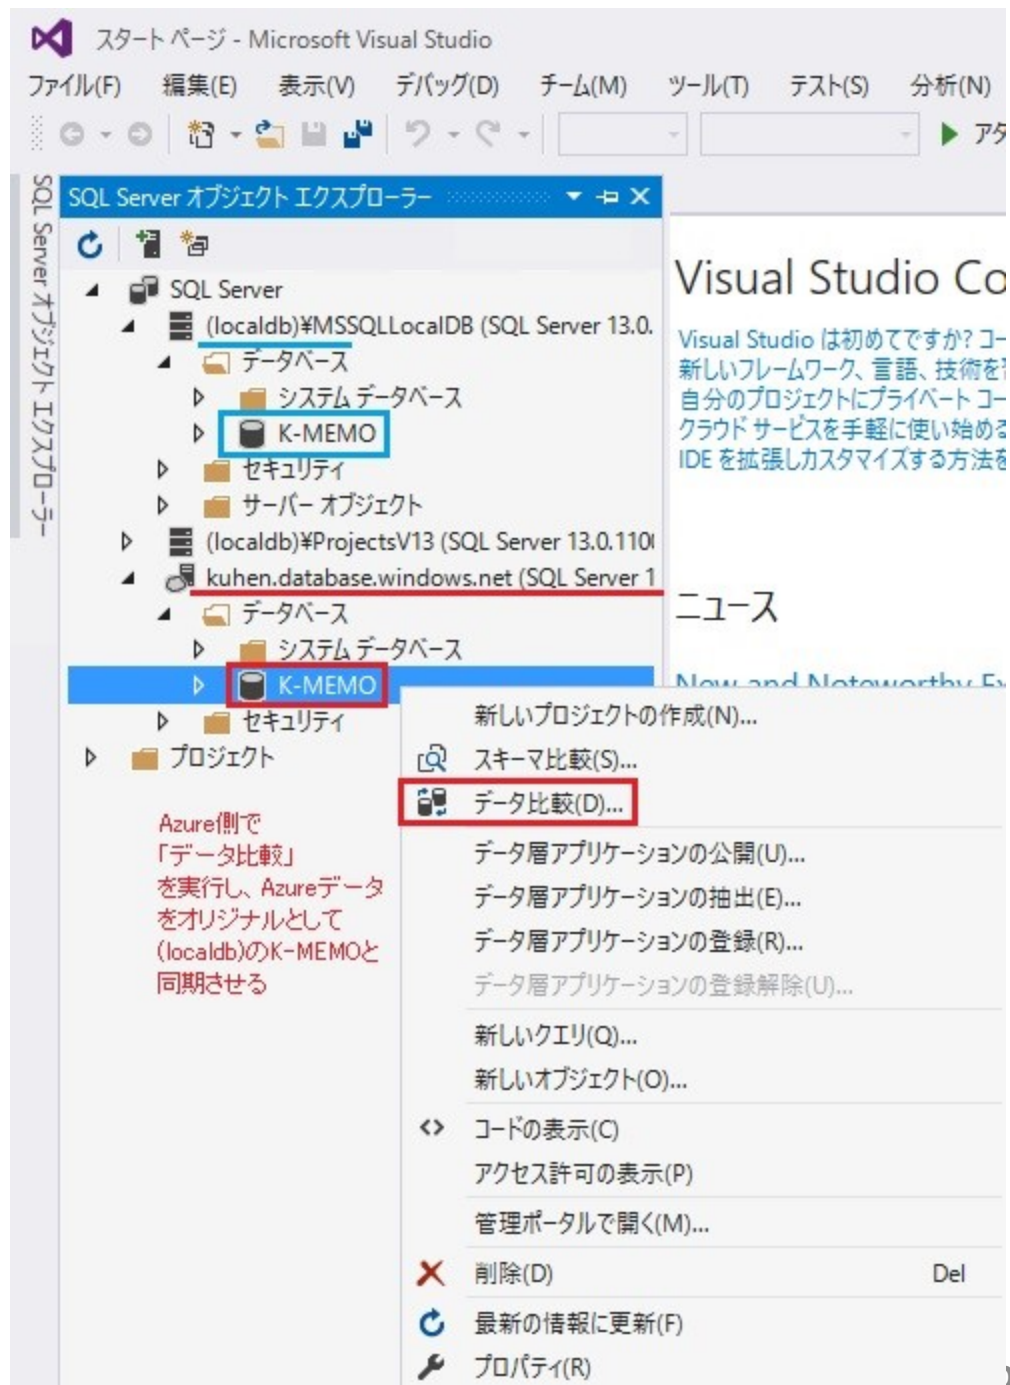 スタート ページ - Microsoft Visual Studio
ファイル(F) 編集(E) 表示(V) デバッグ(D) チーム(M) ツール(T) テスト(S) 分析(N)
アタ
SQL Server オブジェクト エクスプローラー
SQL Server オブジェクト エクスプローラー
SQL Server
(localdb)¥MSSQLLocalDB (SQL Server 13.0.
データベース
システム データベース
K-MEMO
セキュリティ
サーバー オブジェクト
(localdb)¥ProjectsV13 (SQL Server 13.0.110
kuhen.database.windows.net (SQL Server 1
データベース
システム データベース
K-MEMO
セキュリティ
プロジェクト
Visual Studio Co
Visual Studio は初めてですか? コー
新しいフレームワーク、言語、技術を
自分のプロジェクトにプライベート コー
クラウド サービスを手軽に使い始める
IDE を拡張しカスタマイズする方法を
ニュース
New and Noteworthy Ex
Azure側で
「データ比較」
を実行し、Azureデータ
をオリジナルとして
(localdb)のK-MEMOと
同期させる
新しいプロジェクトの作成(N)...
スキーマ比較(S)...
データ比較(D)...
データ層アプリケーションの公開(U)...
データ層アプリケーションの抽出(E)...
データ層アプリケーションの登録(R)...
データ層アプリケーションの登録解除(U)...
新しいクエリ(Q)...
新しいオブジェクト(O)...
コードの表示(C)
アクセス許可の表示(P)
管理ポータルで開く(M)...
削除(D) Del
最新の情報に更新(F)
プロパティ(R)